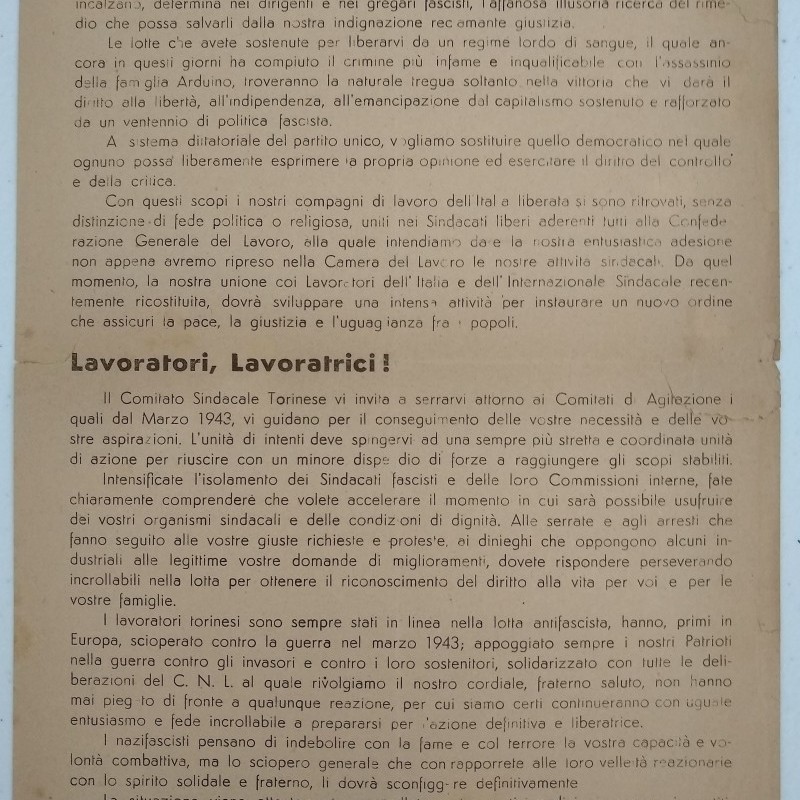 incalzano, determina nei dirigenti e nei gregari fascisti, l'affannosa illusoria ricerca del rime-
dio che possa salvarli dalla nostra indignazione rec amante giustizia.
Le lotte che avete sostenute per liberarvi da un regime lordo di sangue, il quale an-
cora in questi giorni ha compiuto il crimine più infame e inqualificabile con l'assassinio
della fam glia Arduino, troveranno la naturale tregua soltanto nella vittoria che vi darà il
diritto alla libertà, all'indipendenza, all'emancipazione dal capitalismo sostenuto e rafforzato
da un ventennio di politica fascista.
A sistema dittatoriale del partito unico, v gliamo sostituire quello democratico nel quale
ognuno possa liberamente esprimere la propria opinione ed esercitare il diritto del controllo
e della critica.
Con questi scopi i nostri compagni di lavoro dell'Ital a liberata si sono ritrovati, senza
distinzione di fede politica o religiosa, uniti nei Sindacati liberi aderenti tutti alla Confede-
razione Generale del Lavoro, alla quale intendiamo da e la nostra entusiastica adesione
non appena avremo ripreso nella Camera del Lavoro le nostre attività sindacali. Da quel
momento, la nostra unione coi Lavoratori dell' Italia e dell' Internazionale Sindacale recen-
temente ricostituita, dovrà sviluppare una intensa attività per instaurare un nuovo ordine
che assicuri la pace, la giustizia e l'uguag ianza fra i popoli.
Lavoratori, Lavoratrici!
Il Comitato Sindacale Torinese vi invita a serrarvi attorno ai Comitati d Agitazione i
quali dal Marzo 1943, vi guidano per il conseguimento delle vostre necessità e delle vo-
stre aspirazioni. L'unità di intenti deve spingervi ad una sempre più stretta e coordinata unità
di azione per riuscire con un minore dispe dio di forze a raggiungere gli scopi stabiliti.
Intensificate l'isolamento dei Sindacati fascisti e delle loro Commissioni interne, fate
chiaramente comprendere che volete accelerare il momento in cui sarà possibile usufruire
dei vostri organismi sindacali e delle condizioni di dignità. Alle serrate e agli arresti che
fanno seguito alle vostre giuste richieste e proteste, ai dinieghi che oppongono alcuni in-
dustriali alle legittime vostre domande di miglioramenti, dovete rispondere perseverando
incrollabili nella lotta per ottenere il riconoscimento del diritto alla vita per voi e per le
vostre famiglie.
I lavoratori torinesi sono sempre stati in linea nella lotta antifascista, hanno, primi in
Europa, scioperato contro la guerra nel marzo 1943; appoggiato sempre i nostri Patrioti
nella guerra contro gli invasori e contro i loro sostenitori, solidarizzato con tutte le deli-
berazioni del C. N. L. al quale rivolgiamo il nostro cordiale, fraterno saluto, non hanno
mai pieg to di fronte a qualunque reazione, per cui siamo certi continueranno con uguale
entusiasmo e fede incrollabile a prepararsi per l'azione definitiva e liberatrice.
I nazifascisti pensano di indebolire con la fame e col terrore la vostra capacità e vo-
lontà combattiva, ma lo sciopero generale che con rapporrete alle loro velleità reazionarie
con lo spirito solidale e fraterno, li dovrà sconfigg re definitivamente
La situazione